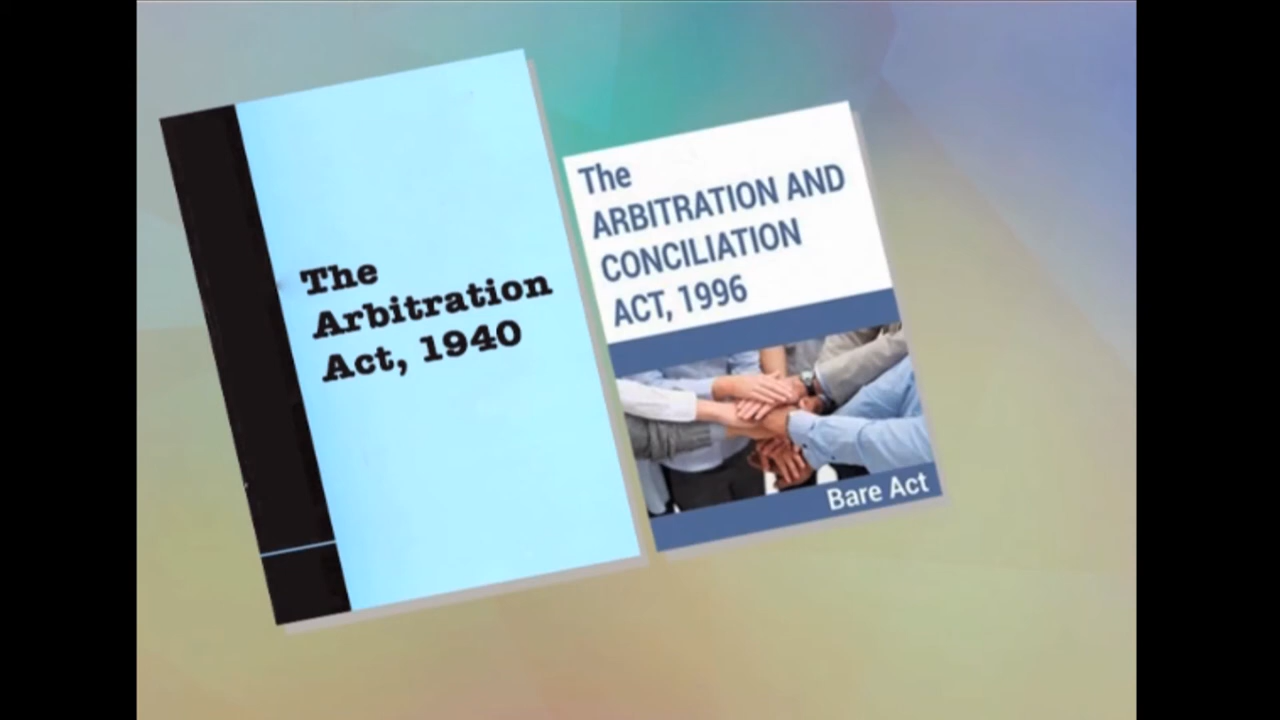 The
Arbitration
Act, 1940
The
ARBITRATION AND
CONCILIATION
ACT, 1996
Bare Act